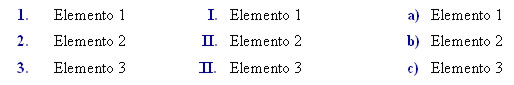 1. Elemento 1 I. Elemento 1 a) Elemento 1
2. Elemento 2 II. Elemento 2 b) Elemento 2
3. Elemento 3 II. Elemento 3 c) Elemento 3